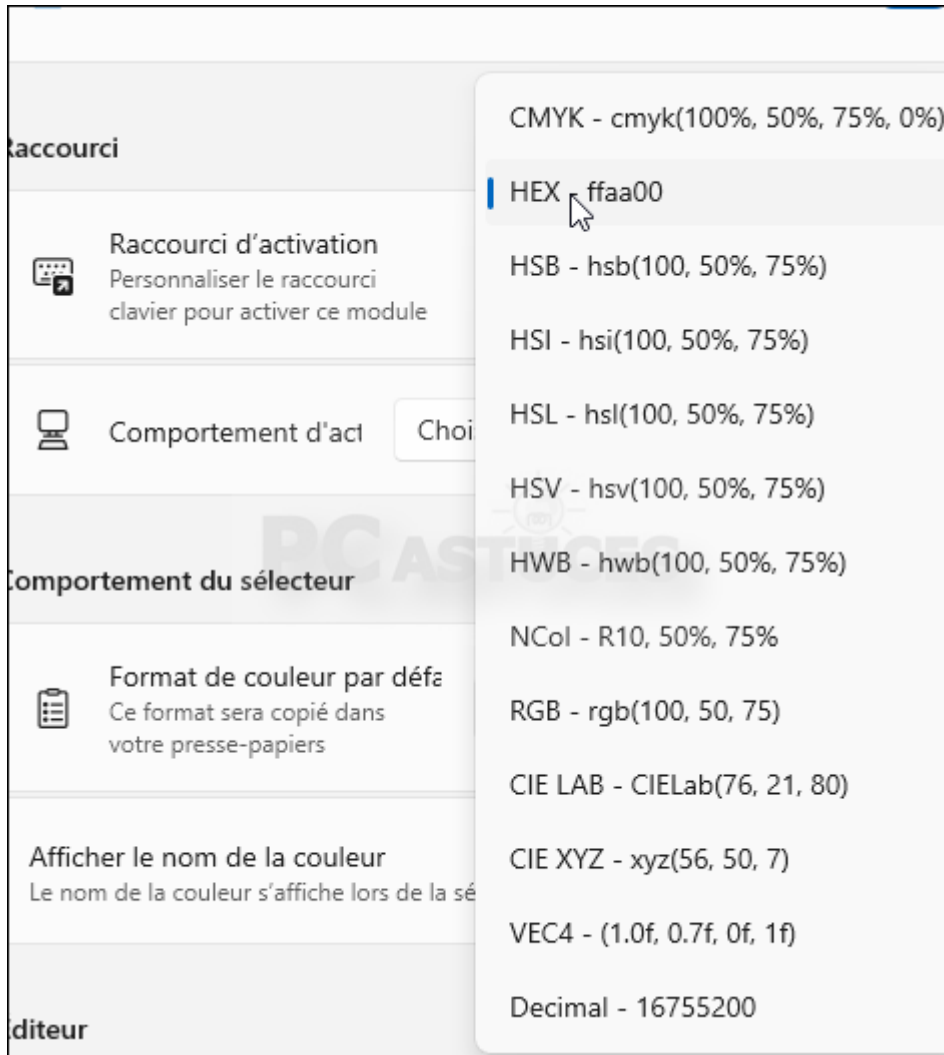 Raccourci
Raccourci d’activation
Personnaliser le raccourci
clavier pour activer ce module
Comportement d'act
Choi
Comportement du sélecteur
Format de couleur par défa
Ce format sera copié dans
votre presse-papiers
Afficher le nom de la couleur
Le nom de la couleur s’affiche lors de la sé
Éditeur
CMYK - cmyk(100%, 50%, 75%, 0%)
HEX - ffaa00
HSB - hsb(100, 50%, 75%)
HSI - hsi(100, 50%, 75%)
HSL - hsl(100, 50%, 75%)
HSV - hsv(100, 50%, 75%)
HWB - hwb(100, 50%, 75%)
NCol - R10, 50%, 75%
RGB - rgb(100, 50, 75)
CIE LAB - CIELab(76, 21, 80)
CIE XYZ - xyz(56, 50, 7)
VEC4 - (1.0f, 0.7f, 0f, 1f)
Decimal - 16755200
PC ASTUCES